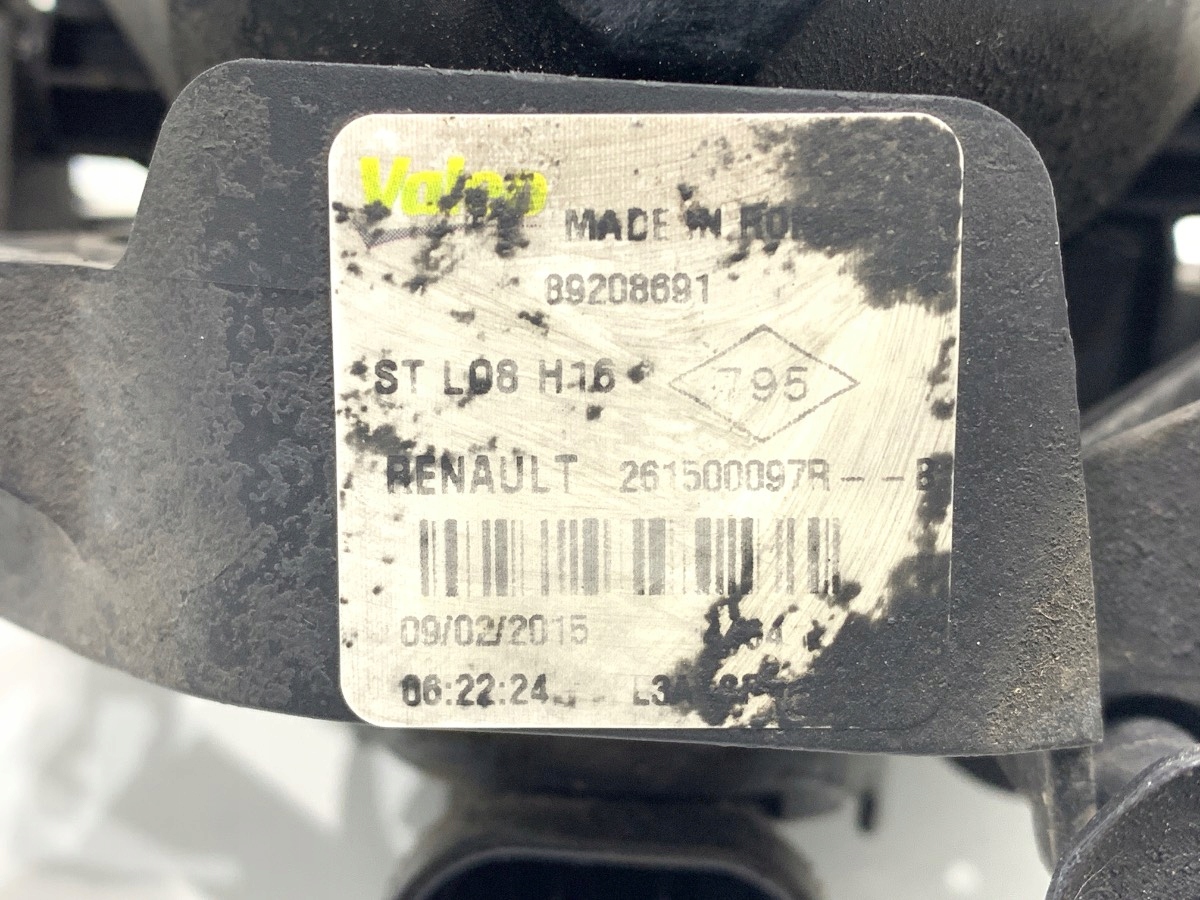 Valeo
MADE IN
89208691
ST L08 H16
795
RENAULT 261500097R--B
09/02/2015
06:22:24